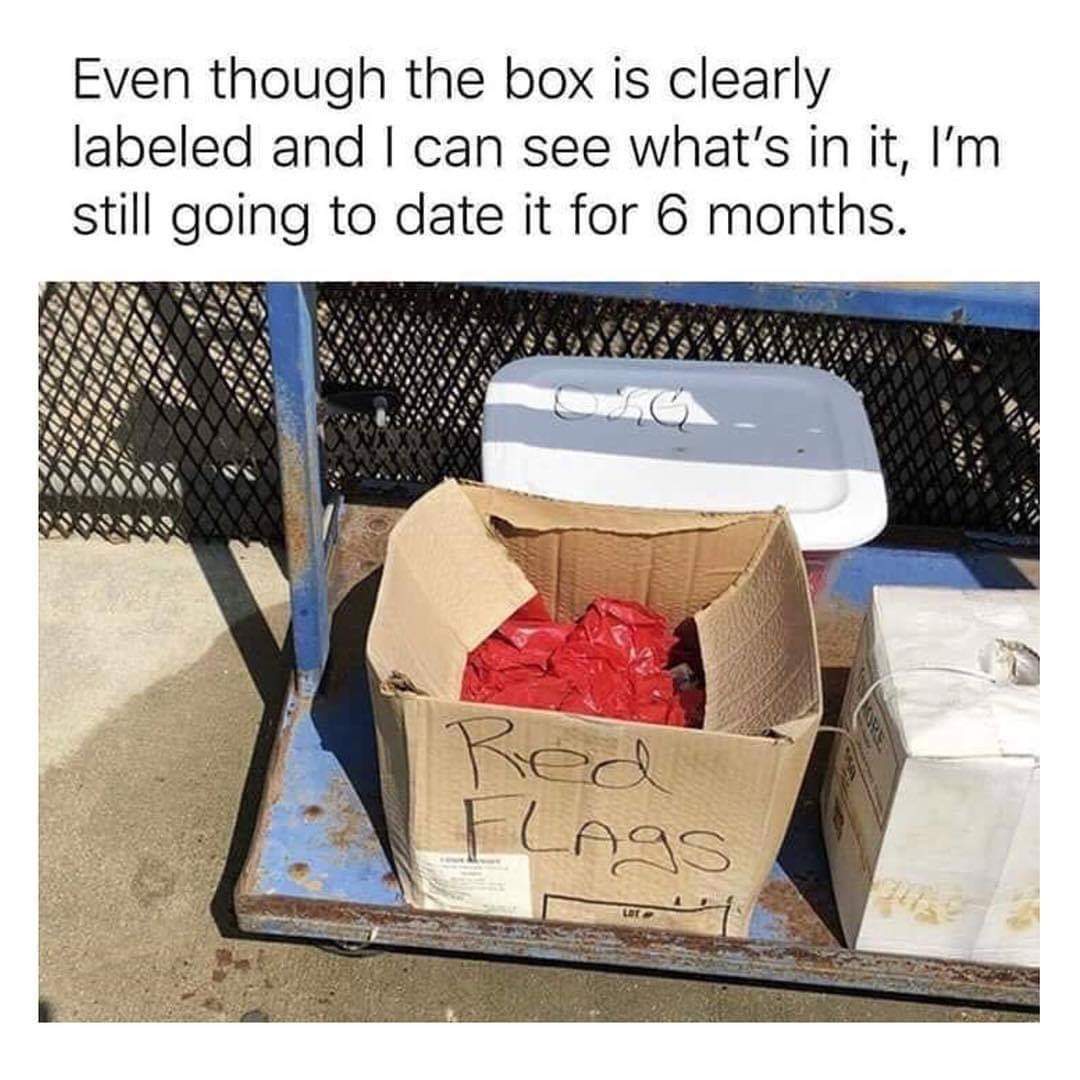 Even though the box is clearly
labeled and I can see what's in it, I'm
still going to date it for 6 months.
Red
FLAgs
LOT